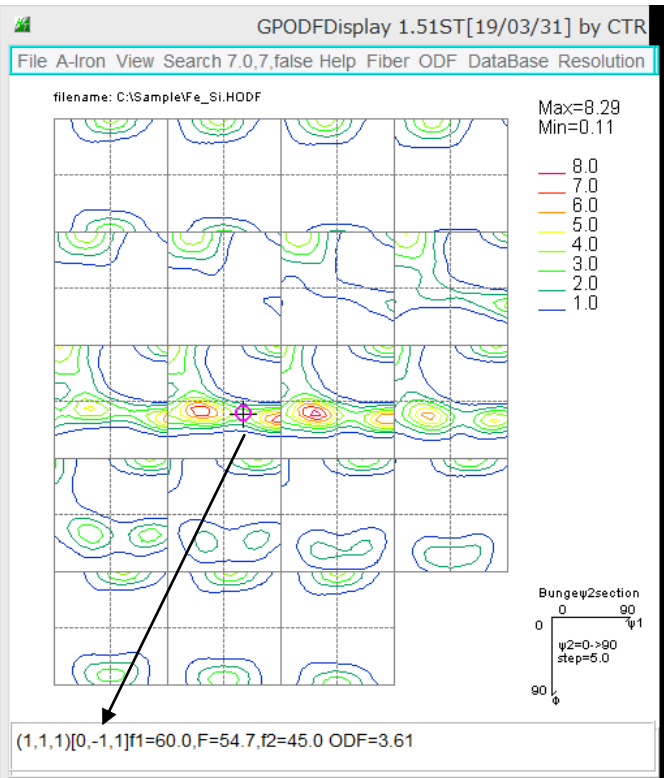 GPODFDisplay 1.51ST[19/03/31] by CTR
File A-Iron View Search 7.0,7,false Help Fiber ODF DataBase Resolution
filename: C:\Sample\Fe_Si.HODF
Max=8.29
Min=0.11
8.0
7.0
6.0
5.0
4.0
3.0
2.0
1.0
Bungeψ2section
0 90
0 ψ1
ψ2=0->90
step=5.0
90
Φ
(1,1,1)[0,-1,1]f1=60.0,F=54.7,f2=45.0 ODF=3.61